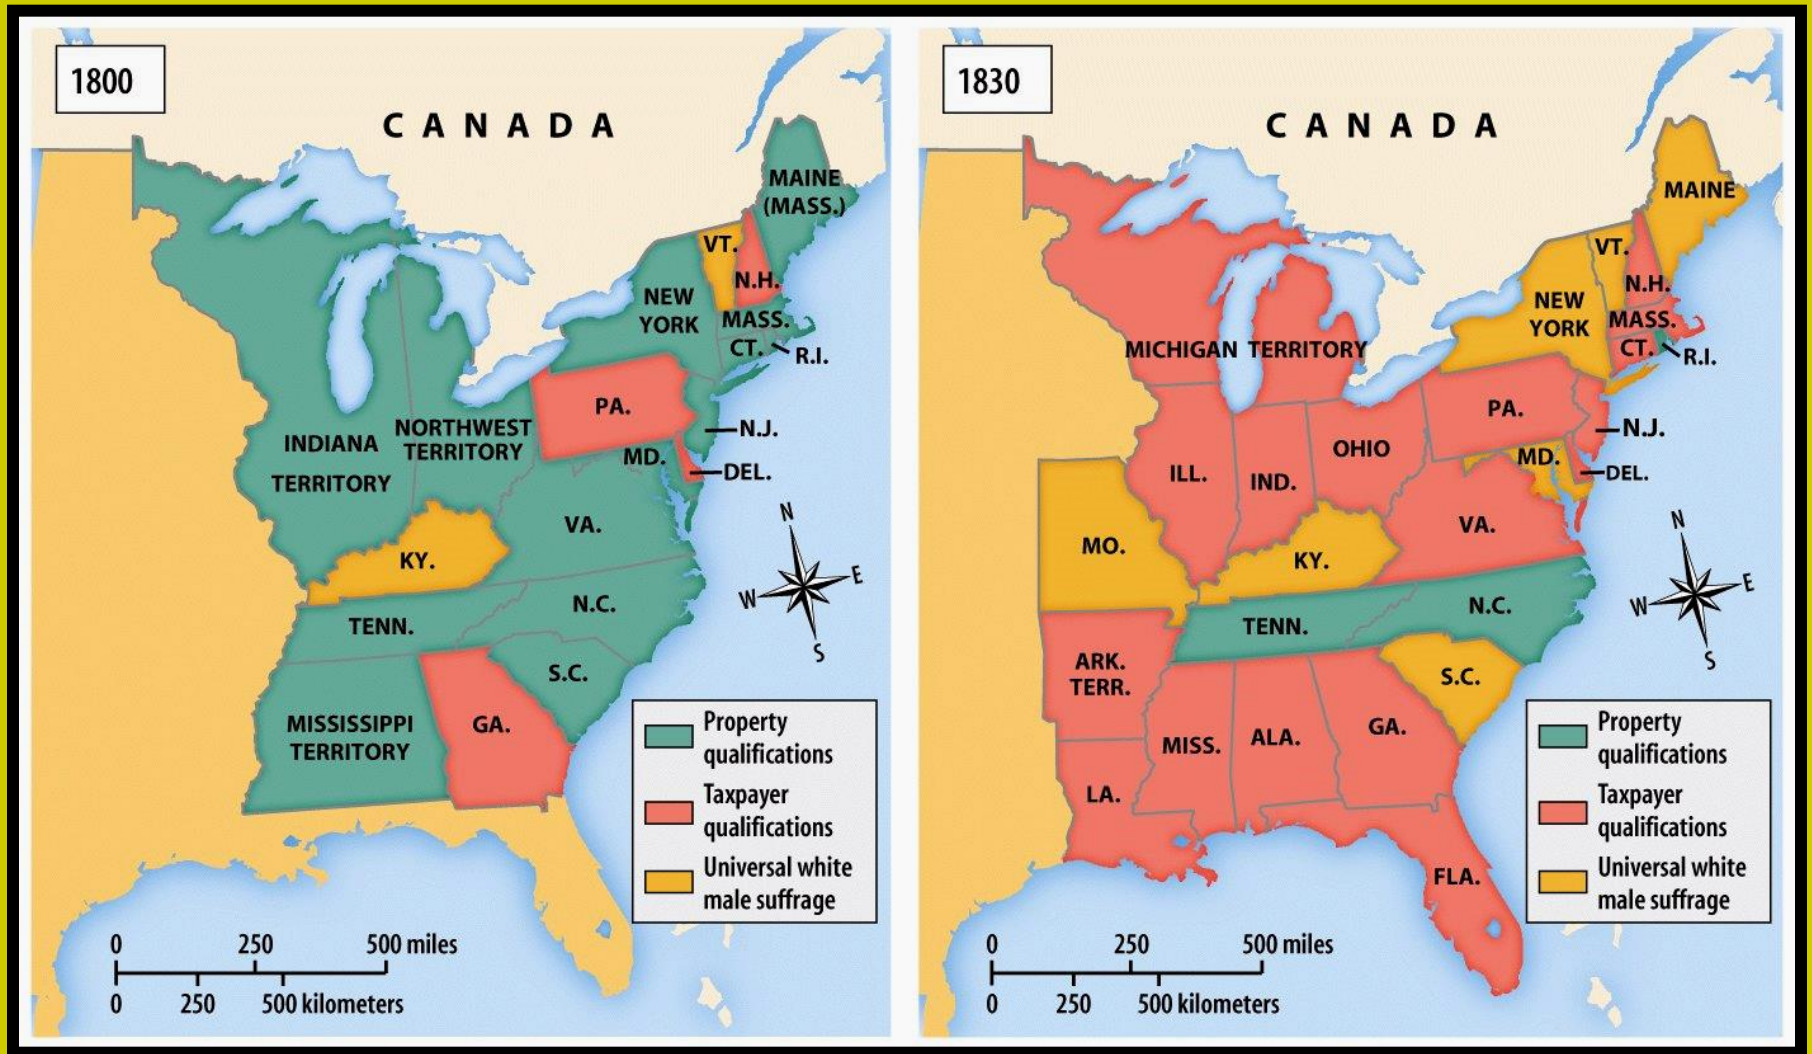 1800
CANADA
MAINE
(MASS.)
VT.
N.H.
NEW
YORK
MASS.
CT.
R.I.
PA.
N.J.
NORTHWEST
TERRITORY
INDIANA
TERRITORY
MD.
DEL.
VA.
KY.
N.C.
TENN.
S.C.
MISSISSIPPI
TERRITORY
GA.
N
E
W
S
Property
qualifications
Taxpayer
qualifications
Universal white
male suffrage
0 250 500 miles
0 250 500 kilometers
1830
CANADA
MAINE
VT.
N.H.
NEW
YORK
MASS.
CT.
R.I.
MICHIGAN TERRITORY
PA.
N.J.
OHIO
MD.
DEL.
ILL.
IND.
VA.
MO.
KY.
N.C.
TENN.
ARK.
TERR.
S.C.
MISS.
ALA.
GA.
LA.
FLA.
N
E
W
S
Property
qualifications
Taxpayer
qualifications
Universal white
male suffrage
0 250 500 miles
0 250 500 kilometers